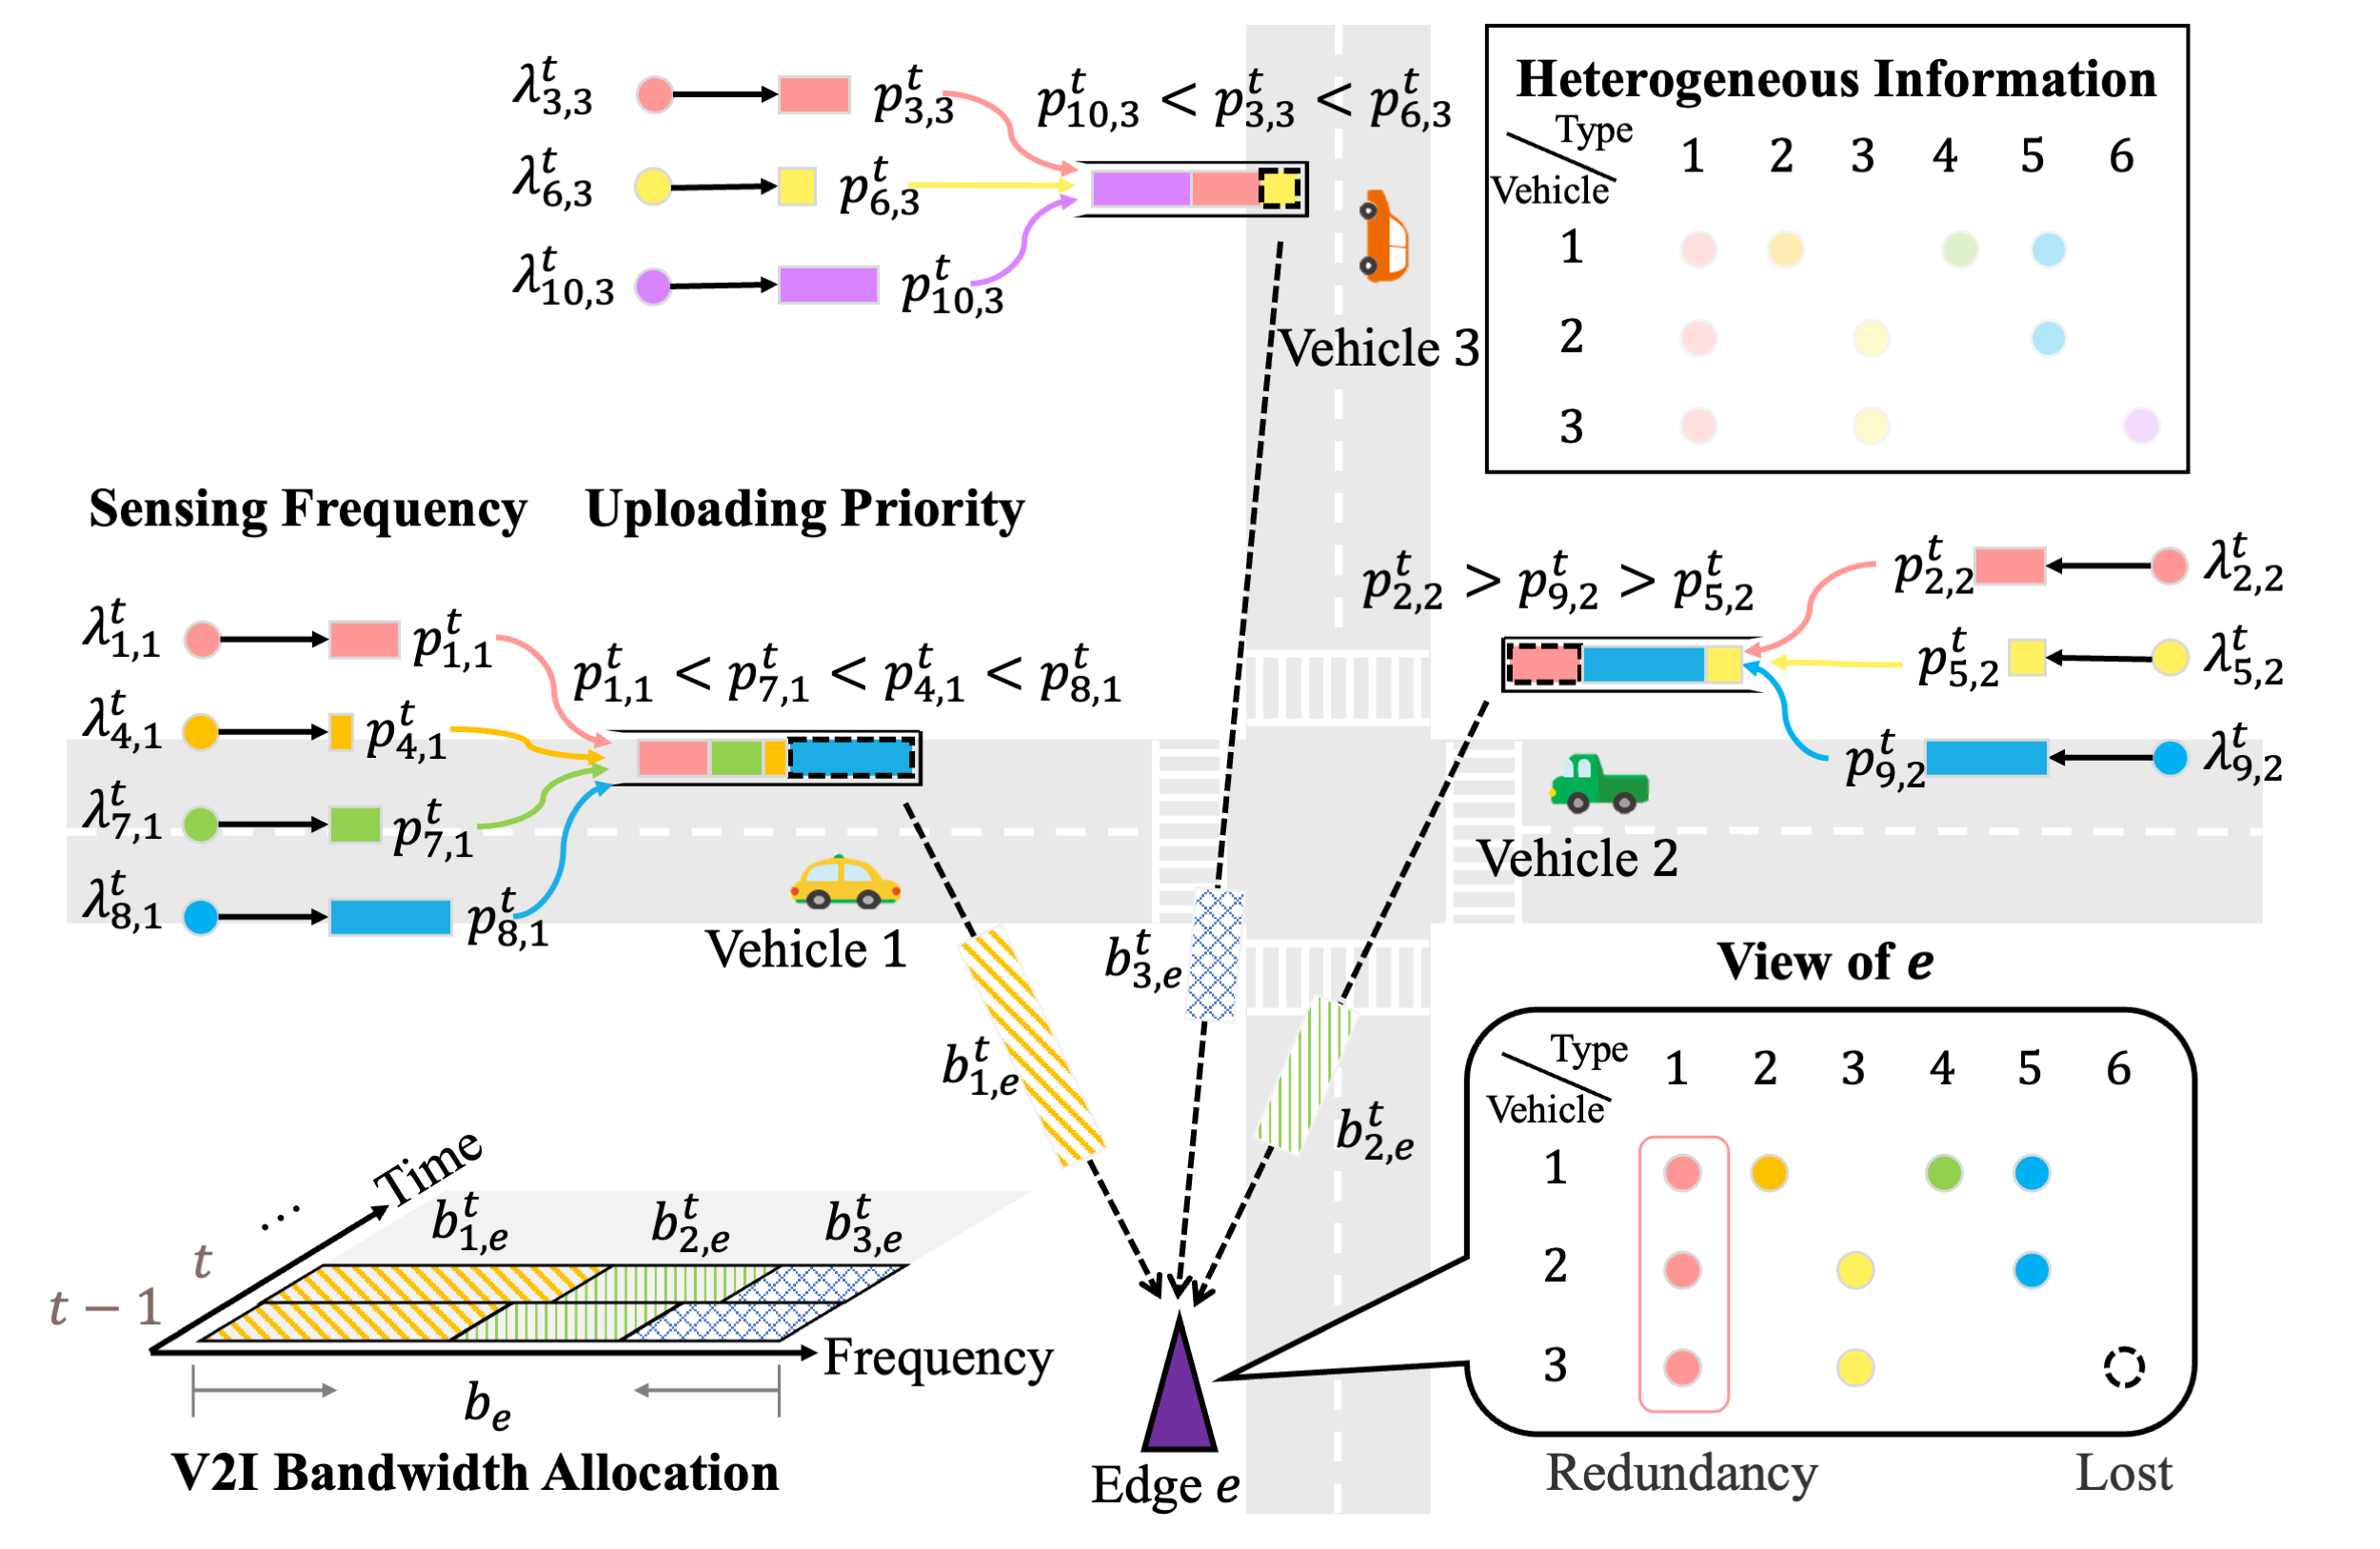 λ^t_{3,3} p^t_{3,3} p^t_{10,3} < p^t_{3,3} < p^t_{6,3}
λ^t_{6,3} p^t_{6,3}
λ^t_{10,3} p^t_{10,3}
Vehicle 3
Heterogeneous Information
Type
Vehicle
1 2 3 4 5 6
1
2
3
Sensing Frequency
Uploading Priority
λ^t_{1,1} p^t_{1,1}
p^t_{1,1} < p^t_{7,1} < p^t_{4,1} < p^t_{8,1}
λ^t_{4,1} p^t_{4,1}
λ^t_{7,1} p^t_{7,1}
λ^t_{8,1} p^t_{8,1}
Vehicle 1
p^t_{2,2} > p^t_{9,2} > p^t_{5,2}
p^t_{2,2} λ^t_{2,2}
p^t_{5,2} λ^t_{5,2}
p^t_{9,2} λ^t_{9,2}
Vehicle 2
b^t_{3,e}
b^t_{1,e}
b^t_{2,e}
View of e
Type
Vehicle
1 2 3 4 5 6
1
2
3
Redundancy
Lost
Time
...
b^t_{1,e} b^t_{2,e} b^t_{3,e}
t
t − 1
Frequency
b_e
V2I Bandwidth Allocation
Edge e